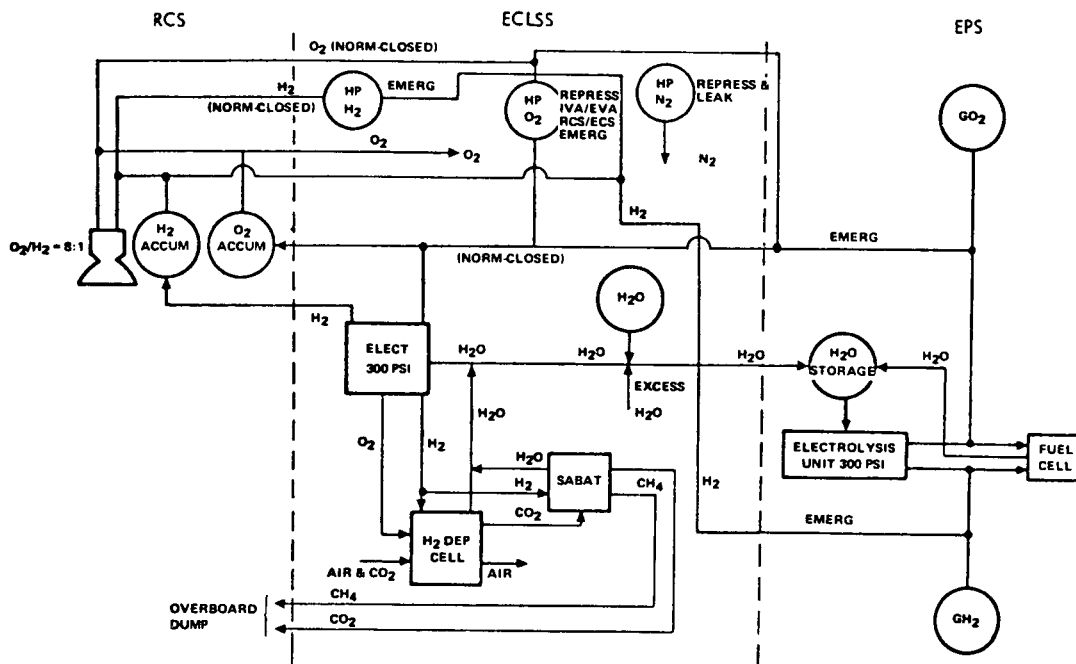 RCS
ECLSS
EPS
O2 (NORM-CLOSED)
H2
(NORM-CLOSED)
HP
H2
EMERG
HP
O2
REPRESS
IVA/EVA
RCS/ECS
EMERG
HP
N2
REPRESS &
LEAK
N2
GO2
O2
O2
O2/H2 = 8:1
H2
ACCUM
O2
ACCUM
H2
EMERG
(NORM-CLOSED)
H2
H2O
ELECT
300 PSI
H2O
H2O
H2O
H2O
STORAGE
H2O
EXCESS
H2O
H2O
O2
H2
ELECTROLYSIS
UNIT 300 PSI
FUEL
CELL
H2O
H2
SABAT
CH4
H2
CO2
EMERG
H2 DEP
CELL
AIR & CO2
AIR
OVERBOARD
DUMP
CH4
CO2
GH2